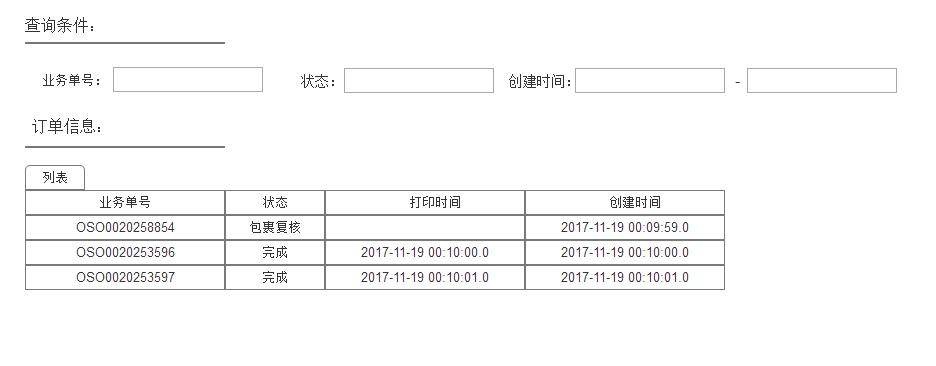 查询条件：
业务单号： 状态： 创建时间： -
订单信息：
列表
业务单号 状态 打印时间 创建时间
OSO0020258854 包裹复核 2017-11-19 00:09:59.0
OSO0020253596 完成 2017-11-19 00:10:00.0 2017-11-19 00:10:00.0
OSO0020253597 完成 2017-11-19 00:10:01.0 2017-11-19 00:10:01.0